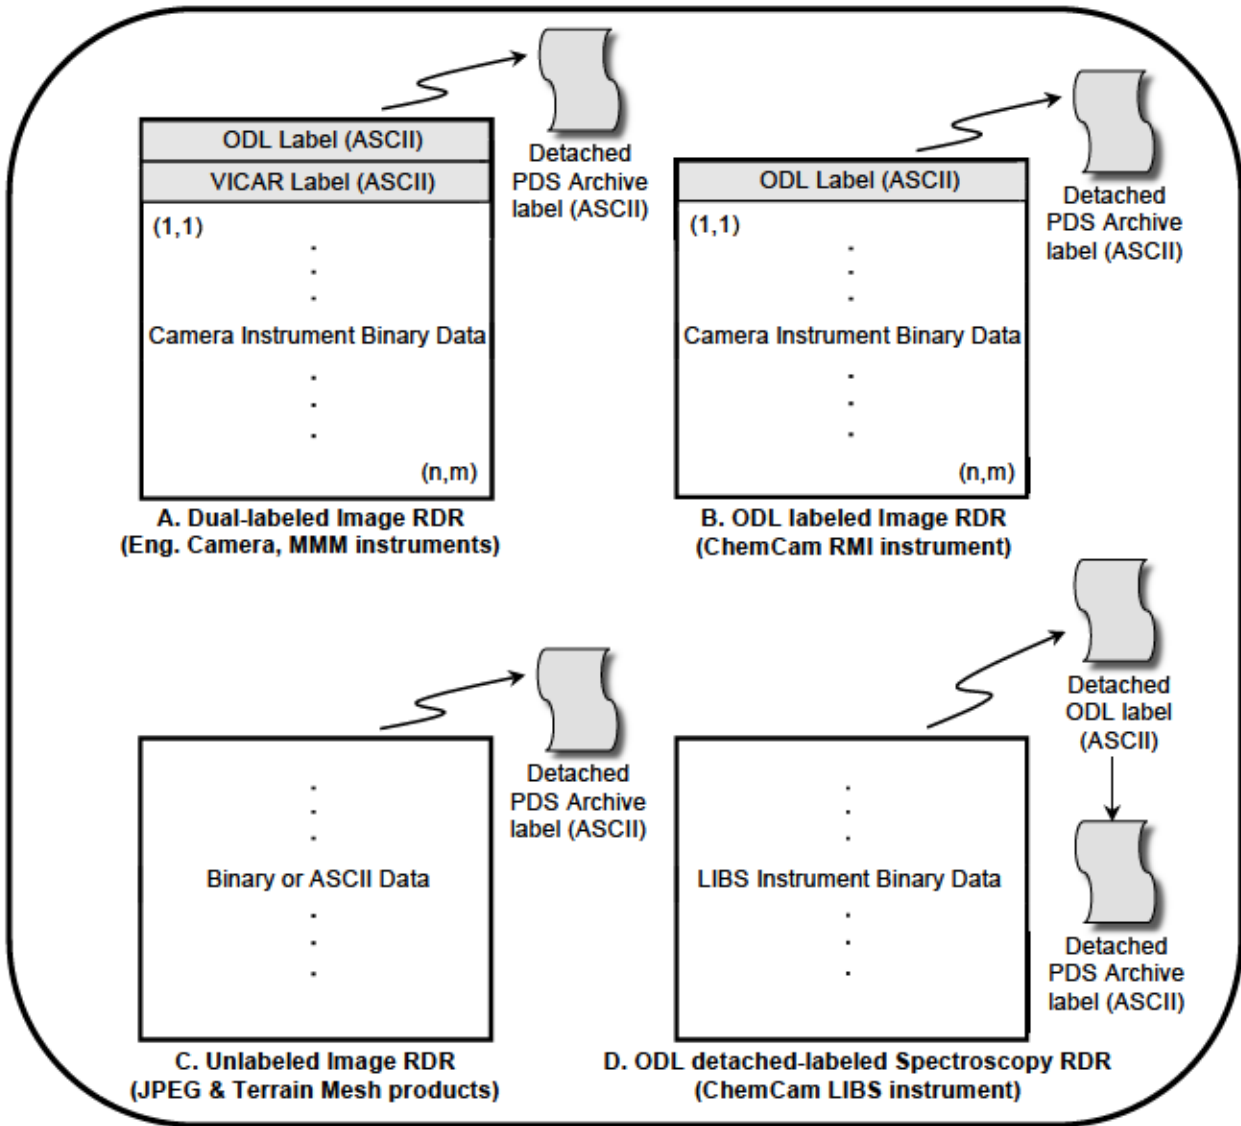 ODL Label (ASCII)
VICAR Label (ASCII)
(1,1)
Camera Instrument Binary Data
(n,m)
Detached
PDS Archive
label (ASCII)
A. Dual-labeled Image RDR
(Eng. Camera, MMM instruments)
ODL Label (ASCII)
(1,1)
Camera Instrument Binary Data
(n,m)
Detached
PDS Archive
label (ASCII)
B. ODL labeled Image RDR
(ChemCam RMI instrument)
Binary or ASCII Data
Detached
PDS Archive
label (ASCII)
C. Unlabeled Image RDR
(JPEG & Terrain Mesh products)
LIBS Instrument Binary Data
Detached
ODL label
(ASCII)
Detached
PDS Archive
label (ASCII)
D. ODL detached-labeled Spectroscopy RDR
(ChemCam LIBS instrument)